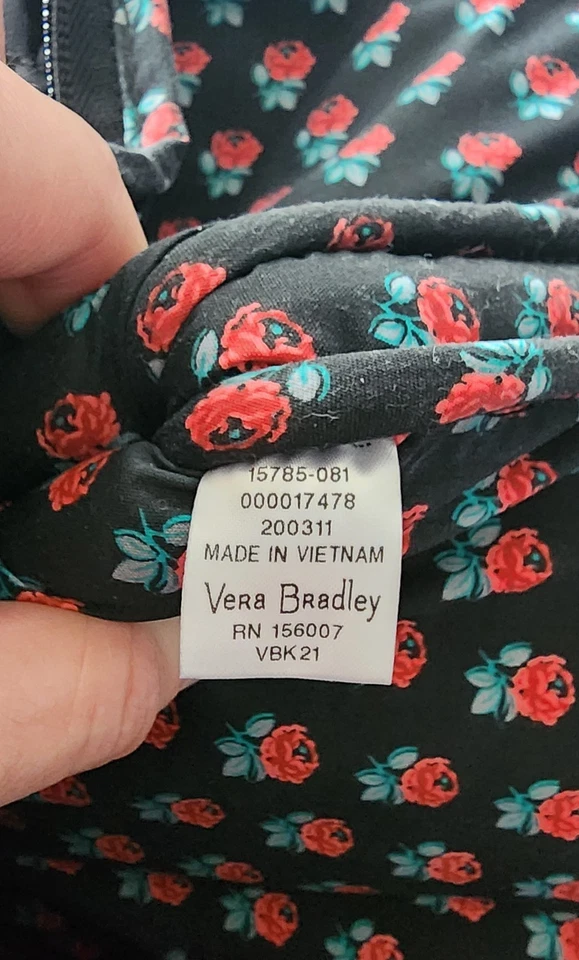 15785-081
000017478
200311
MADE IN VIETNAM
Vera Bradley
RN 156007
VBK21